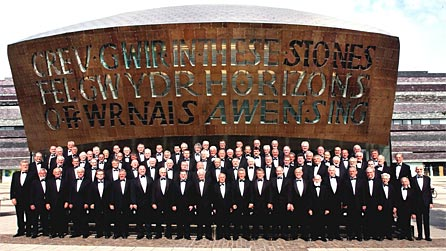 CREU GWIR IN THESE STONES
FEL GWYDR HORIZONS
O FFWRNAIS AWEN SING